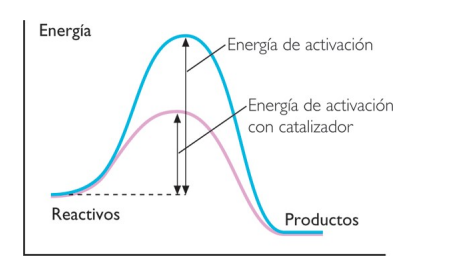 Energía
Energía de activación
Energía de activación
con catalizador
Reactivos
Productos